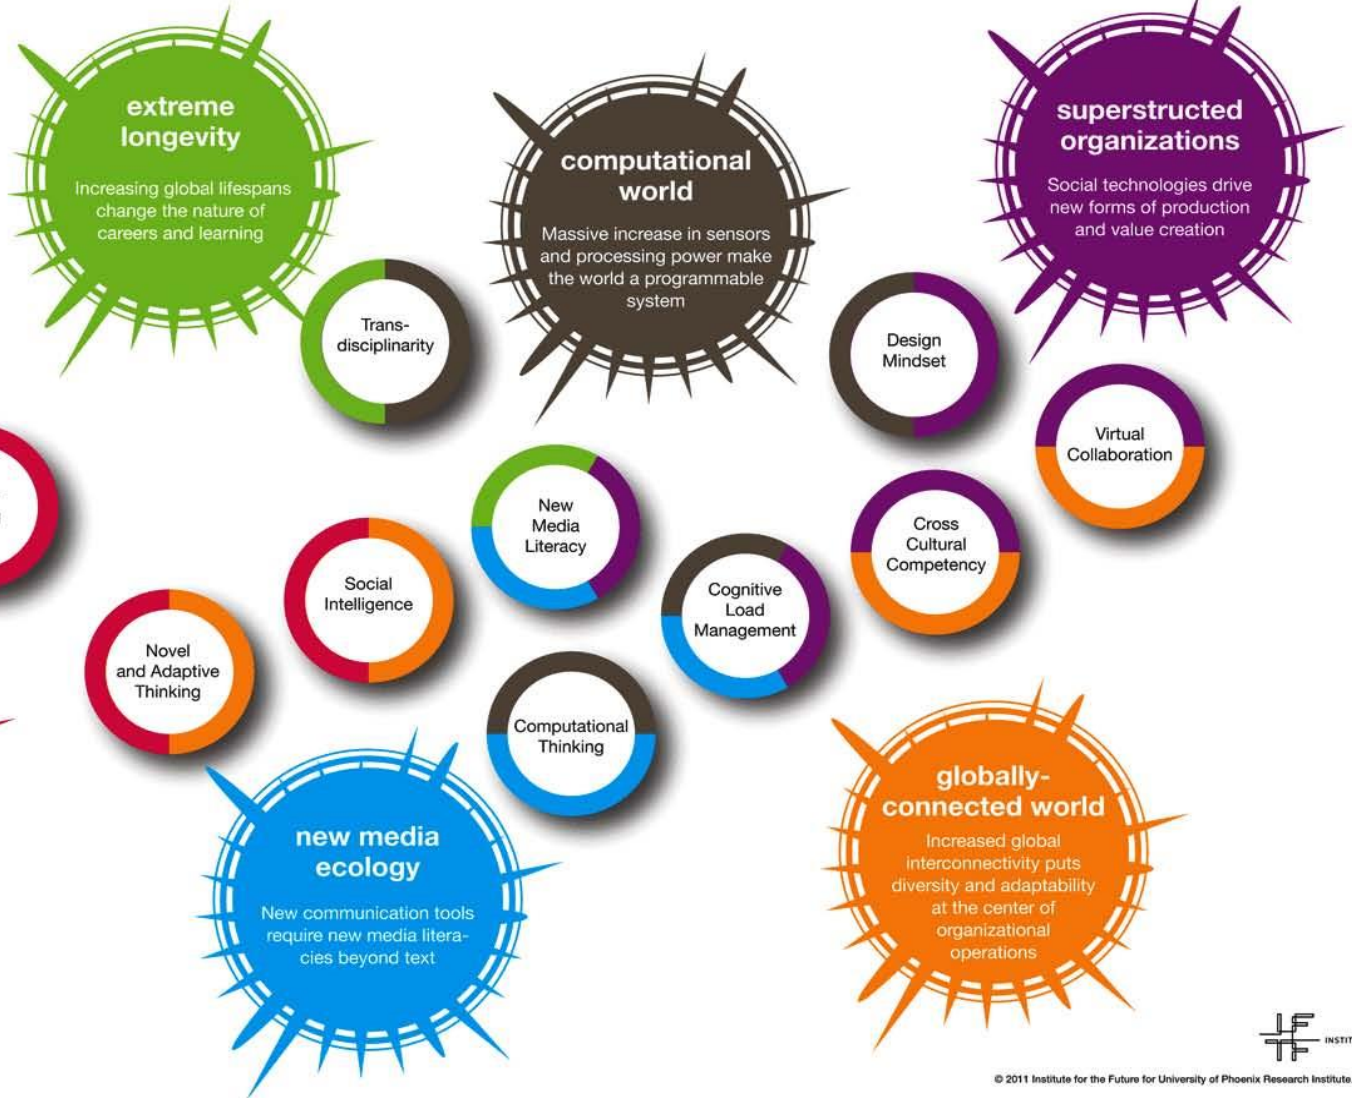 extreme
longevity
Increasing global lifespans
change the nature of
careers and learning
computational
world
Massive increase in sensors
and processing power make
the world a programmable
system
superstructed
organizations
Social technologies drive
new forms of production
and value creation
Trans-
disciplinarity
Design
Mindset
Virtual
Collaboration
New
Media
Literacy
Cross
Cultural
Competency
Social
Intelligence
Cognitive
Load
Management
Novel
and Adaptive
Thinking
Computational
Thinking
new media
ecology
New communication tools
require new media litera-
cies beyond text
globally-
connected world
Increased global
interconnectivity puts
diversity and adaptability
at the center of
organizational
operations
© 2011 Institute for the Future for University of Phoenix Research Institute